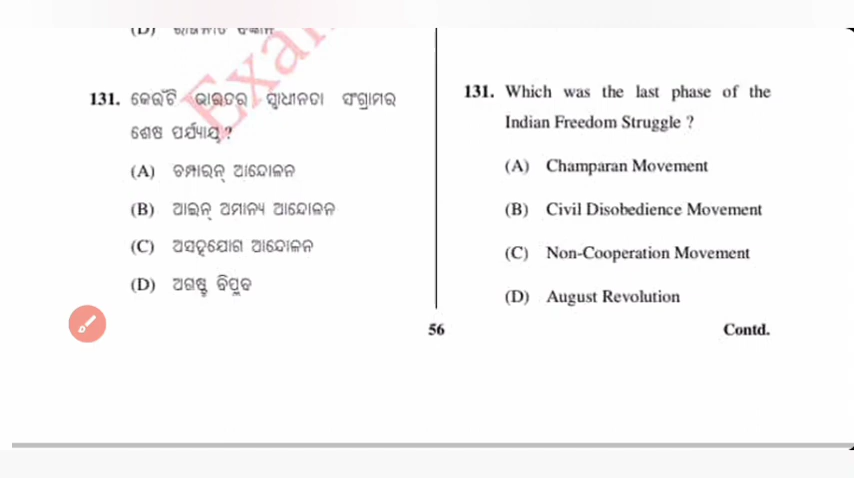 131. କେଉଁଟି ଭାରତର ସ୍ୱାଧୀନତା ସଂଗ୍ରାମର
ଶେଷ ପର୍ଯ୍ୟାୟ ?
(A) ଚମ୍ପାରନ୍ ଆନ୍ଦୋଳନ
(B) ଆଇନ୍ ଅମାନ୍ୟ ଆନ୍ଦୋଳନ
(C) ଅସହଯୋଗ ଆନ୍ଦୋଳନ
(D) ଅଗଷ୍ଟ ବିପ୍ଳବ
131. Which was the last phase of the
Indian Freedom Struggle ?
(A) Champaran Movement
(B) Civil Disobedience Movement
(C) Non-Cooperation Movement
(D) August Revolution
56
Contd.
Exam